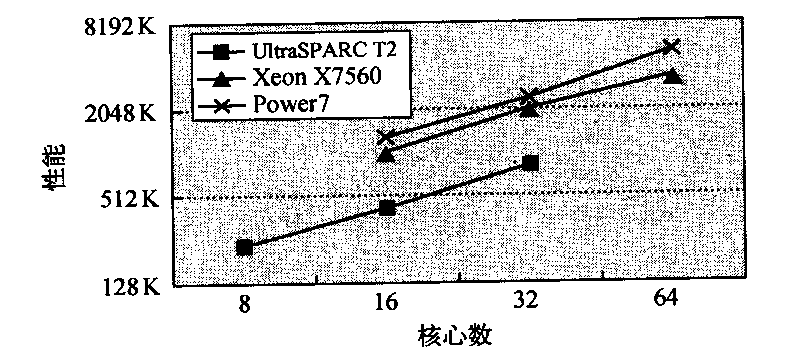 8192 K
UltraSPARC T2
Xeon X7560
Power7
2048 K
性能
512 K
128 K
8 16 32 64
核心数